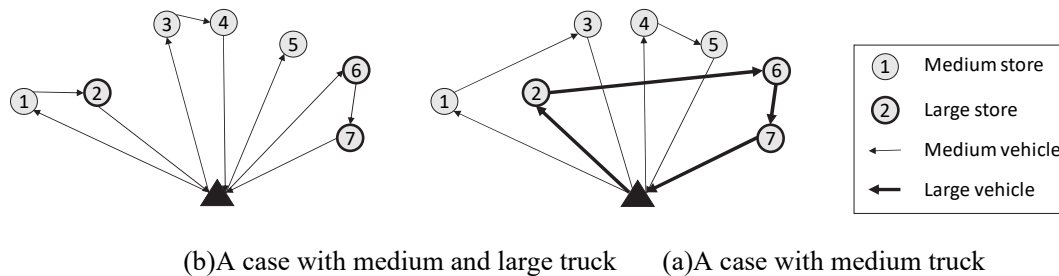 3
4
5
6
1
2
7
3
4
5
6
1
2
7
1 Medium store
2 Large store
Medium vehicle
Large vehicle
(b)A case with medium and large truck (a)A case with medium truck